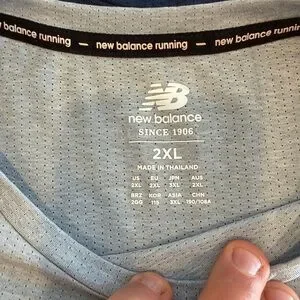 new balance running — new balance running — new balance running
NB
new balance
SINCE 1906
2XL
MADE IN THAILAND
US EU JPN AUS
2XL 2XL 3XL 2XL
BRZ KOR ASIA CHN
2GG 115 3XL 190/108A